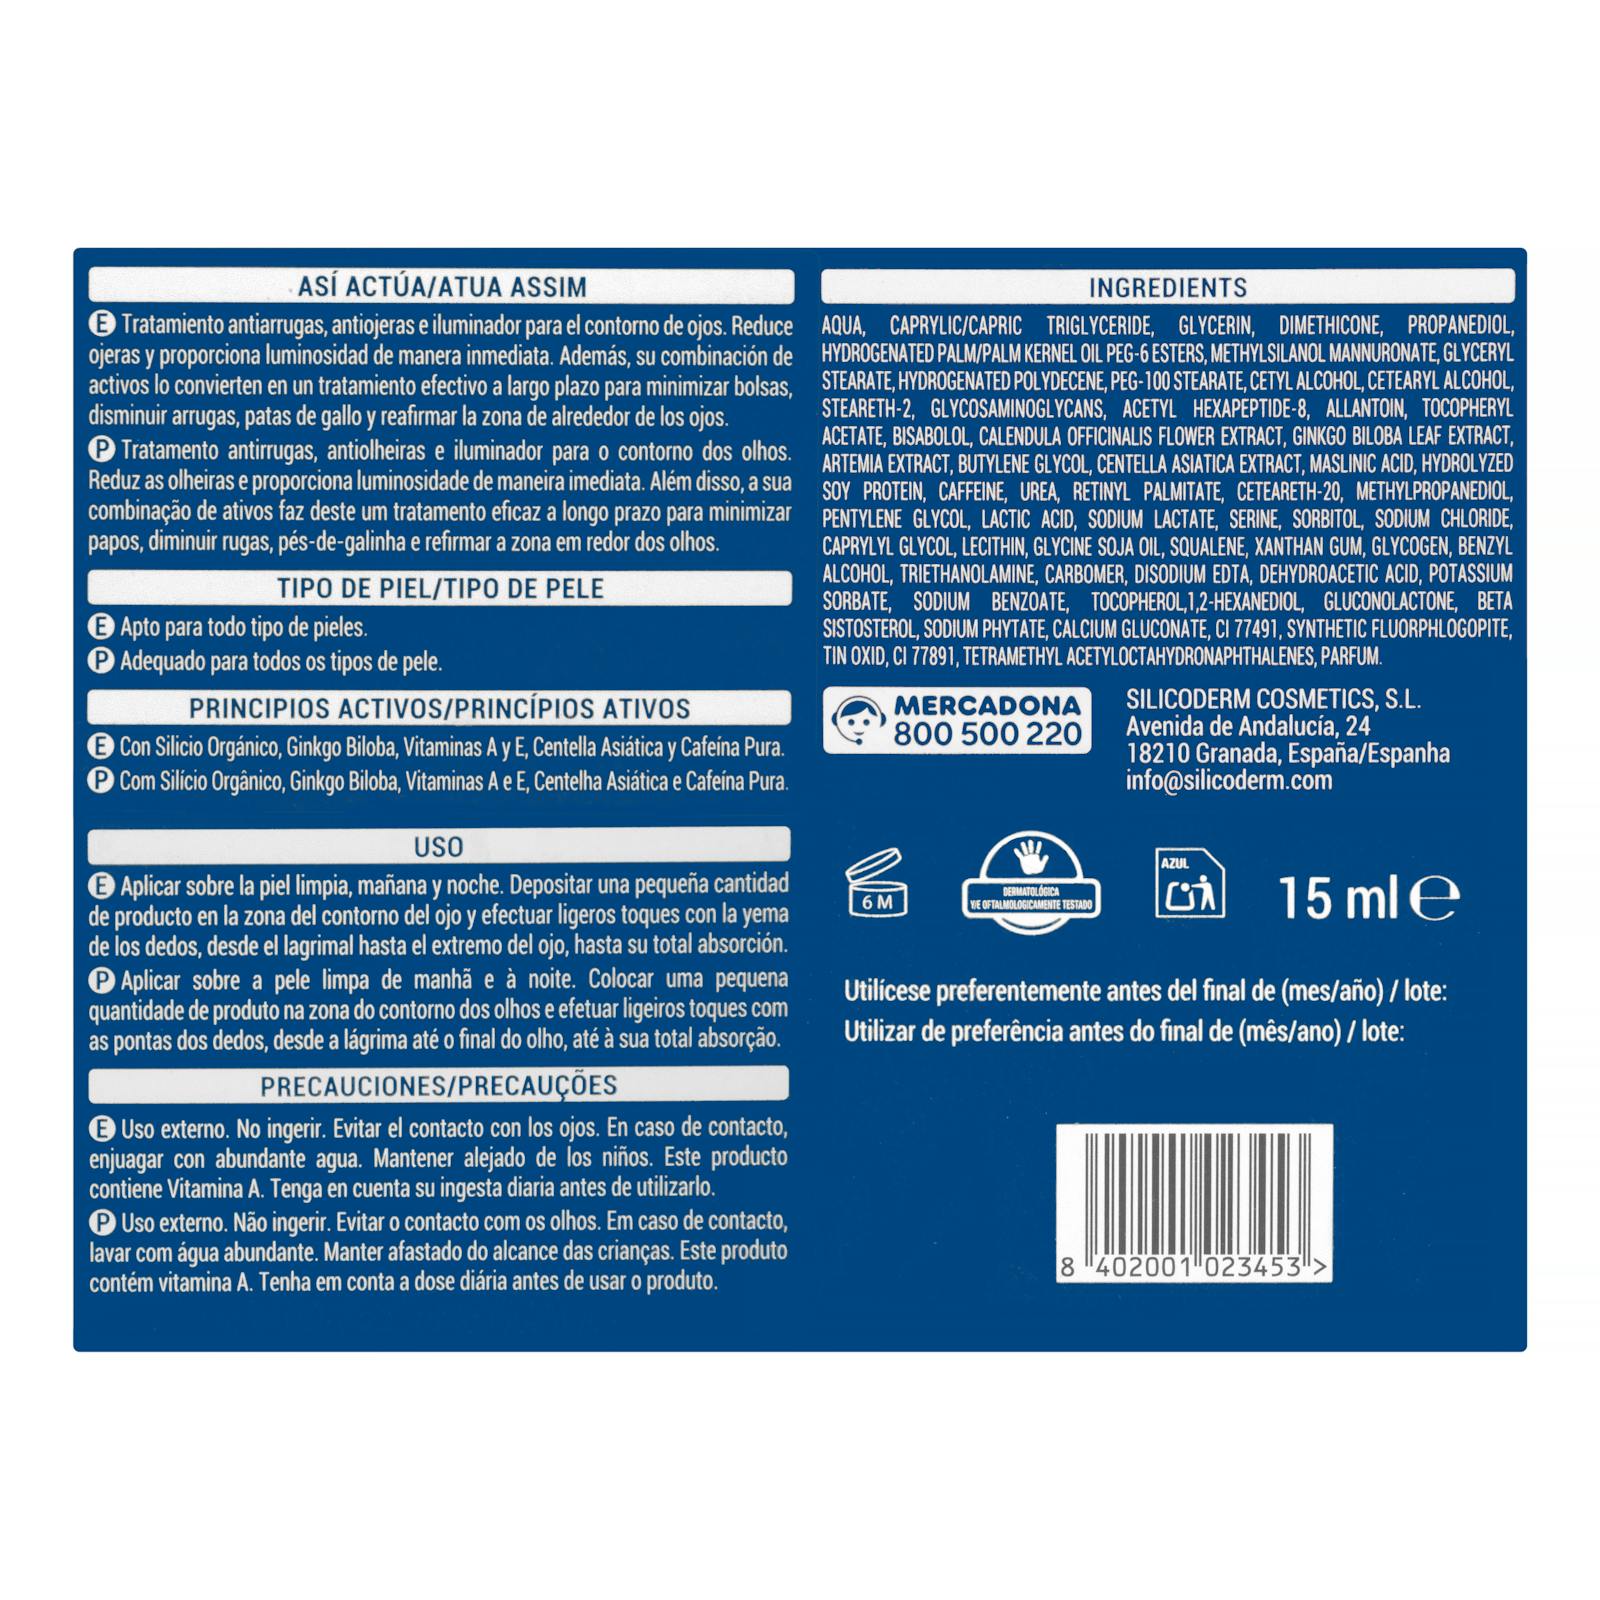 ASÍ ACTÚA/ATUA ASSIM
E Tratamiento antiarrugas, antiojeras e iluminador para el contorno de ojos. Reduce
ojeras y proporciona luminosidad de manera inmediata. Además, su combinación de
activos lo convierten en un tratamiento efectivo a largo plazo para minimizar bolsas,
disminuir arrugas, patas de gallo y reafirmar la zona de alrededor de los ojos.
P Tratamento antirrugas, antiolheiras e iluminador para o contorno dos olhos.
Reduz as olheiras e proporciona luminosidade de maneira imediata. Além disso, a sua
combinação de ativos faz deste um tratamento eficaz a longo prazo para minimizar
papos, diminuir rugas, pés-de-galinha e refirmar a zona em redor dos olhos.
TIPO DE PIEL/TIPO DE PELE
E Apto para todo tipo de pieles.
P Adequado para todos os tipos de pele.
PRINCIPIOS ACTIVOS/PRINCÍPIOS ATIVOS
E Con Silicio Orgánico, Ginkgo Biloba, Vitaminas A y E, Centella Asiática y Cafeína Pura.
P Com Silício Orgânico, Ginkgo Biloba, Vitaminas A e E, Centelha Asiática e Cafeína Pura.
USO
E Aplicar sobre la piel limpia, mañana y noche. Depositar una pequeña cantidad
de producto en la zona del contorno del ojo y efectuar ligeros toques con la yema
de los dedos, desde el lagrimal hasta el extremo del ojo, hasta su total absorción.
P Aplicar sobre a pele limpa de manhã e à noite. Colocar uma pequena
quantidade de produto na zona do contorno dos olhos e efetuar ligeiros toques com
as pontas dos dedos, desde a lágrima até o final do olho, até à sua total absorção.
PRECAUCIONES/PRECAUÇÕES
E Uso externo. No ingerir. Evitar el contacto con los ojos. En caso de contacto,
enjuagar con abundante agua. Mantener alejado de los niños. Este producto
contiene Vitamina A. Tenga en cuenta su ingesta diaria antes de utilizarlo.
P Uso externo. Não ingerir. Evitar o contacto com os olhos. Em caso de contacto,
lavar com água abundante. Manter afastado do alcance das crianças. Este produto
contém vitamina A. Tenha em conta a dose diária antes de usar o produto.
INGREDIENTS
AQUA, CAPRYLIC/CAPRIC TRIGLYCERIDE, GLYCERIN, DIMETHICONE, PROPANEDIOL,
HYDROGENATED PALM/PALM KERNEL OIL PEG-6 ESTERS, METHYLSILANOL MANNURONATE, GLYCERYL
STEARATE, HYDROGENATED POLYDECENE, PEG-100 STEARATE, CETYL ALCOHOL, CETEARYL ALCOHOL,
STEARETH-2, GLYCOSAMINOGLYCANS, ACETYL HEXAPEPTIDE-8, ALLANTOIN, TOCOPHERYL
ACETATE, BISABOLOL, CALENDULA OFFICINALIS FLOWER EXTRACT, GINKGO BILOBA LEAF EXTRACT,
ARTEMIA EXTRACT, BUTYLENE GLYCOL, CENTELLA ASIATICA EXTRACT, MASLINIC ACID, HYDROLYZED
SOY PROTEIN, CAFFEINE, UREA, RETINYL PALMITATE, CETEARETH-20, METHYLPROPANEDIOL,
PENTYLENE GLYCOL, LACTIC ACID, SODIUM LACTATE, SERINE, SORBITOL, SODIUM CHLORIDE,
CAPRYLYL GLYCOL, LECITHIN, GLYCINE SOJA OIL, SQUALENE, XANTHAN GUM, GLYCOGEN, BENZYL
ALCOHOL, TRIETHANOLAMINE, CARBOMER, DISODIUM EDTA, DEHYDROACETIC ACID, POTASSIUM
SORBATE, SODIUM BENZOATE, TOCOPHEROL,1,2-HEXANEDIOL, GLUCONOLACTONE, BETA
SISTOSTEROL, SODIUM PHYTATE, CALCIUM GLUCONATE, CI 77491, SYNTHETIC FLUORPHLOGOPITE,
TIN OXID, CI 77891, TETRAMETHYL ACETYLOCTAHYDRONAPHTHALENES, PARFUM.
MERCADONA
800 500 220
SILICODERM COSMETICS, S.L.
Avenida de Andalucía, 24
18210 Granada, España/Espanha
info@silicoderm.com
6 M
DERMATOLÓGICA
Y/E OFTALMOLOGICAMENTE TESTADO
AZUL
15 ml e
Utilícese preferentemente antes del final de (mes/año) / lote:
Utilizar de preferência antes do final de (mês/ano) / lote:
8 402001 023453 >